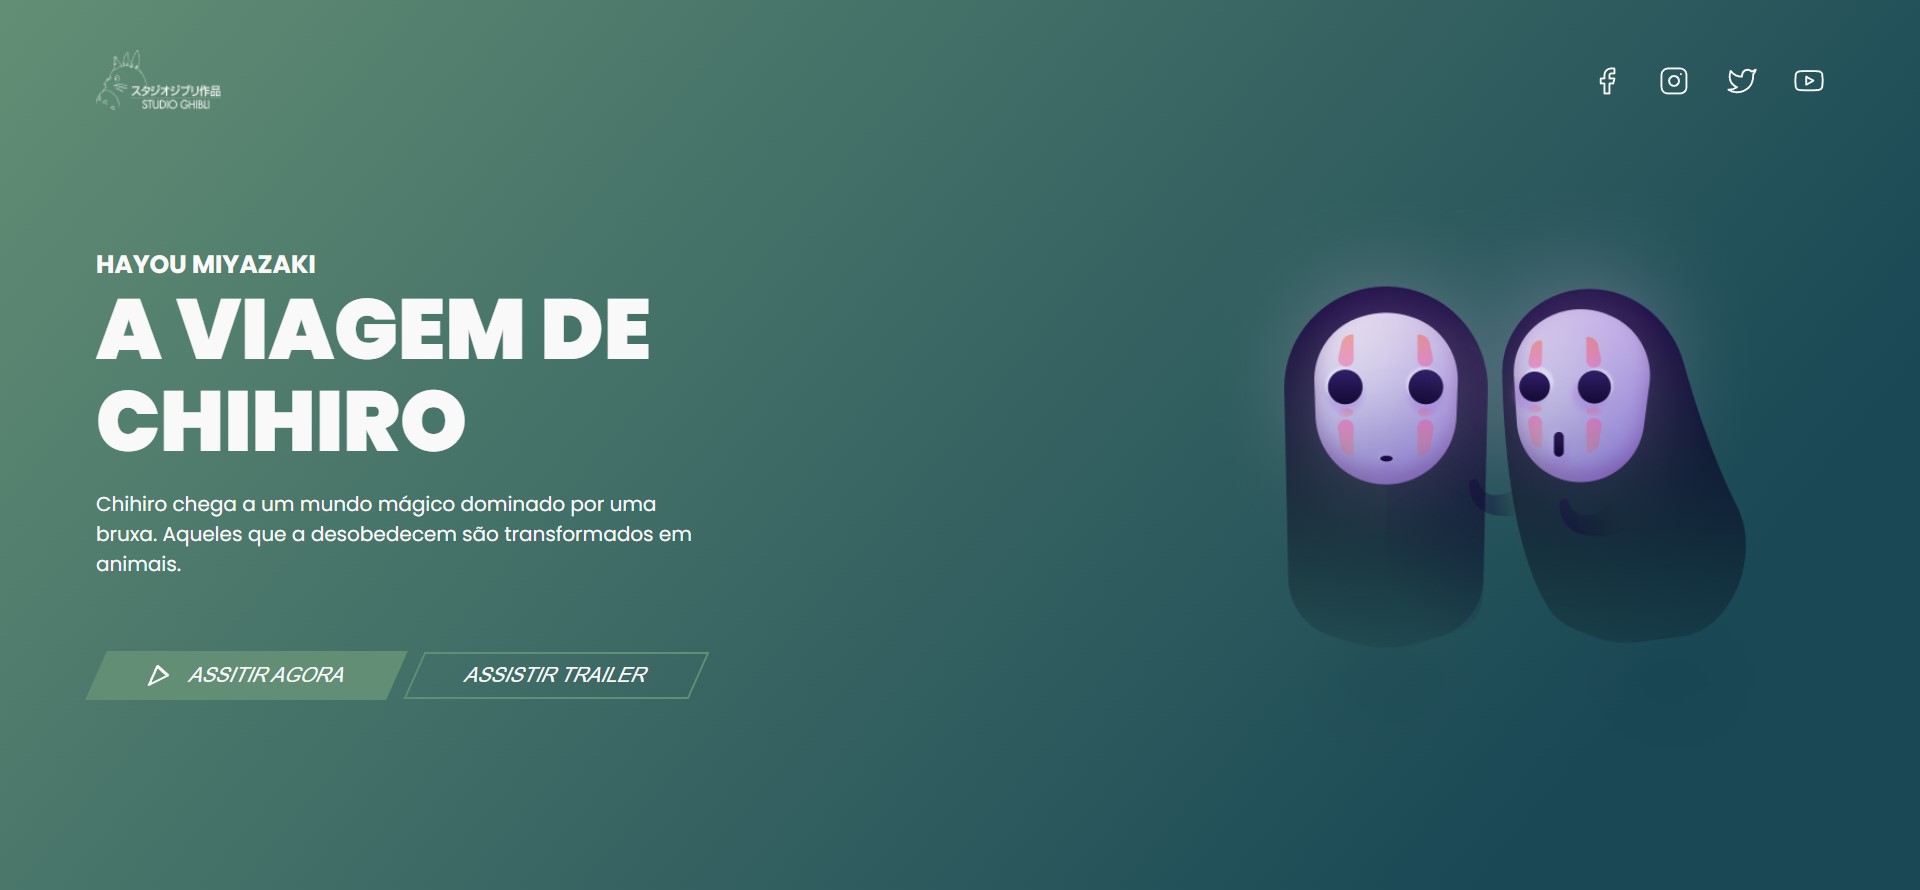 スタジオジブリ作品
STUDIO GHIBLI
HAYOU MIYAZAKI
A VIAGEM DE
CHIHIRO
Chihiro chega a um mundo mágico dominado por uma
bruxa. Aqueles que a desobedecem são transformados em
animais.
ASSITIR AGORA
ASSISTIR TRAILER